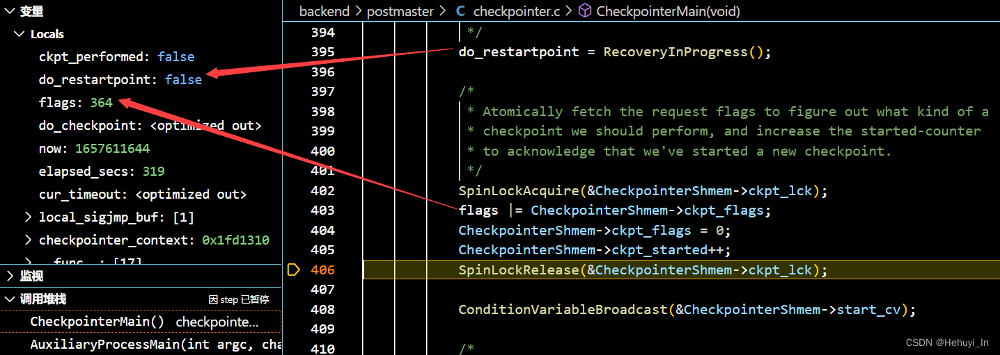 变量
Locals
ckpt_performed: false
do_restartpoint: false
flags: 364
do_checkpoint: <optimized out>
now: 1657611644
elapsed_secs: 319
cur_timeout: <optimized out>
local_sigjmp_buf: [1]
checkpointer_context: 0x1fd1310
__func__: [17]
监视
调用堆栈 因 step 已暂停
CheckpointerMain() checkpointe...
AuxiliaryProcessMain(int argc, cha
backend > postmaster > C checkpointer.c > CheckpointerMain(void)
394 */
395 do_restartpoint = RecoveryInProgress();
396
397 /*
398 * Atomically fetch the request flags to figure out what kind of a
399 * checkpoint we should perform, and increase the started-counter
400 * to acknowledge that we've started a new checkpoint.
401 */
402 SpinLockAcquire(&CheckpointerShmem->ckpt_lck);
403 flags |= CheckpointerShmem->ckpt_flags;
404 CheckpointerShmem->ckpt_flags = 0;
405 CheckpointerShmem->ckpt_started++;
406 SpinLockRelease(&CheckpointerShmem->ckpt_lck);
407
408 ConditionVariableBroadcast(&CheckpointerShmem->start_cv);
409
410 /*
CSDN @Hehuyi_In